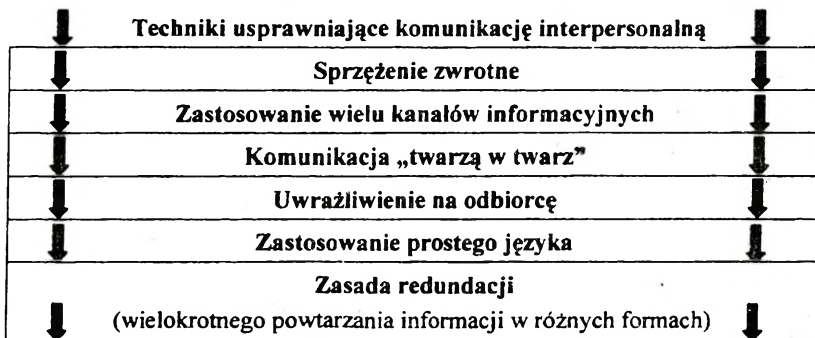 Techniki usprawniające komunikację interpersonalną
Sprzężenie zwrotne
Zastosowanie wielu kanałów informacyjnych
Komunikacja „twarzą w twarz”
Uwrażliwienie na odbiorcę
Zastosowanie prostego języka
Zasada redundacji
(wielokrotnego powtarzania informacji w różnych formach)